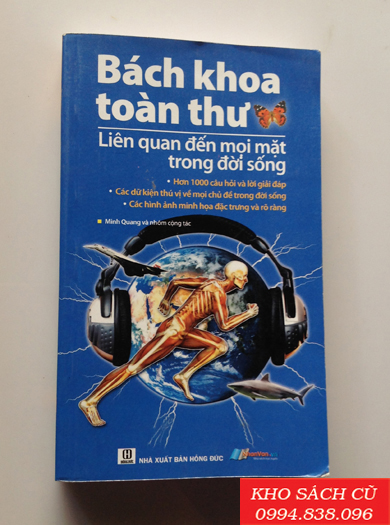 Bách khoa
toàn thư
Liên quan đến mọi mặt
trong đời sống
• Hơn 1000 câu hỏi và lời giải đáp
• Các dữ kiện thú vị về mọi chủ đề trong đời sống
• Các hình ảnh minh họa đặc trưng và rõ ràng
Minh Quang và nhóm cộng tác
NHÀ XUẤT BẢN HỒNG ĐỨC
KHO SÁCH CŨ
0994.838.096